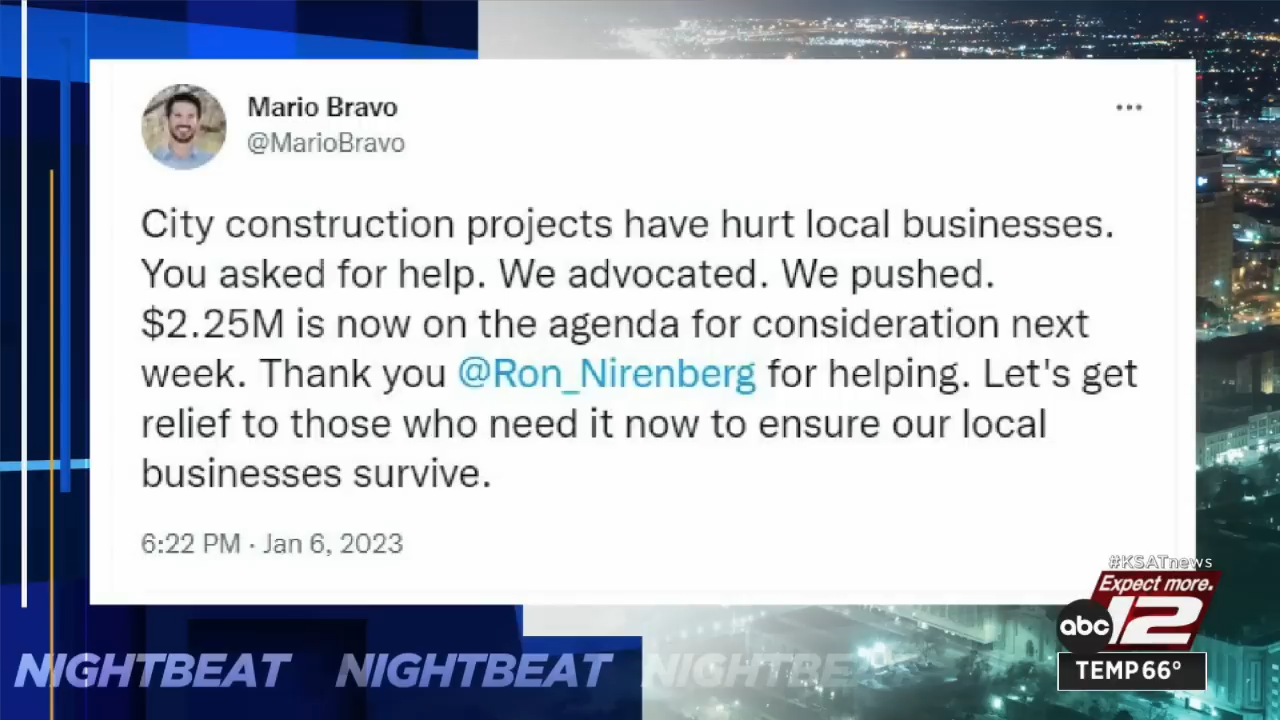 Mario Bravo
@MarioBravo
City construction projects have hurt local businesses.
You asked for help. We advocated. We pushed.
$2.25M is now on the agenda for consideration next
week. Thank you @Ron_Nirenberg for helping. Let's get
relief to those who need it now to ensure our local
businesses survive.
6:22 PM · Jan 6, 2023
#KSATnews
Expect more.
abc 12
TEMP 66°
NIGHTBEAT NIGHTBEAT